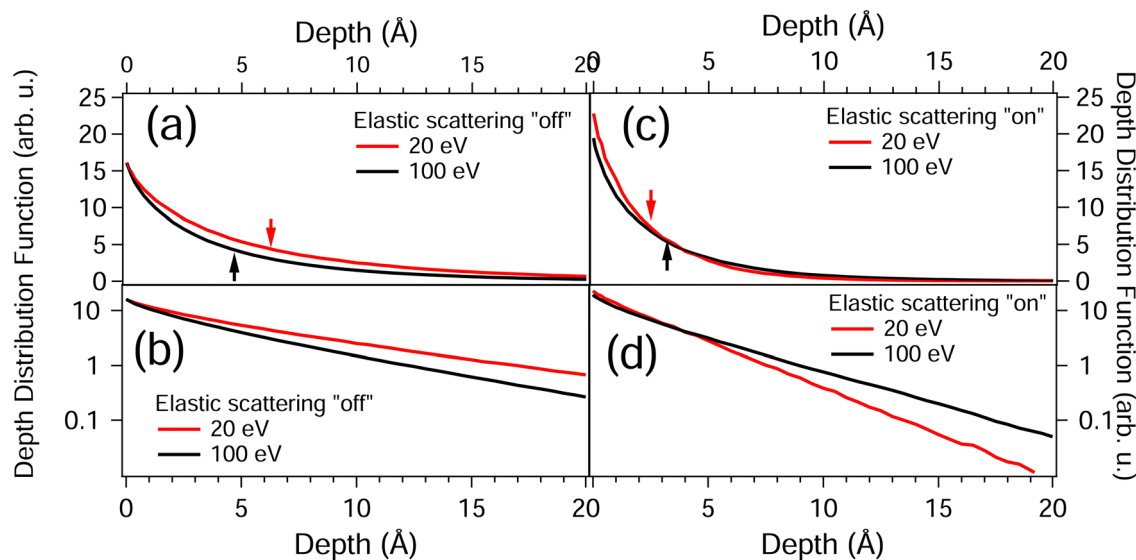 Depth (Å)
Depth (Å)
0 5 10 15 20
0 5 10 15 20
Depth Distribution Function (arb. u.)
25
20
15
10
5
0
(a)
Elastic scattering "off"
20 eV
100 eV
(c)
Elastic scattering "on"
20 eV
100 eV
25
20
15
10
5
0
Depth Distribution Function (arb. u.)
10
1
0.1
(b)
Elastic scattering "off"
20 eV
100 eV
(d)
Elastic scattering "on"
20 eV
100 eV
10
1
0.1
0 5 10 15 20
5 10 15 20
Depth (Å)
Depth (Å)